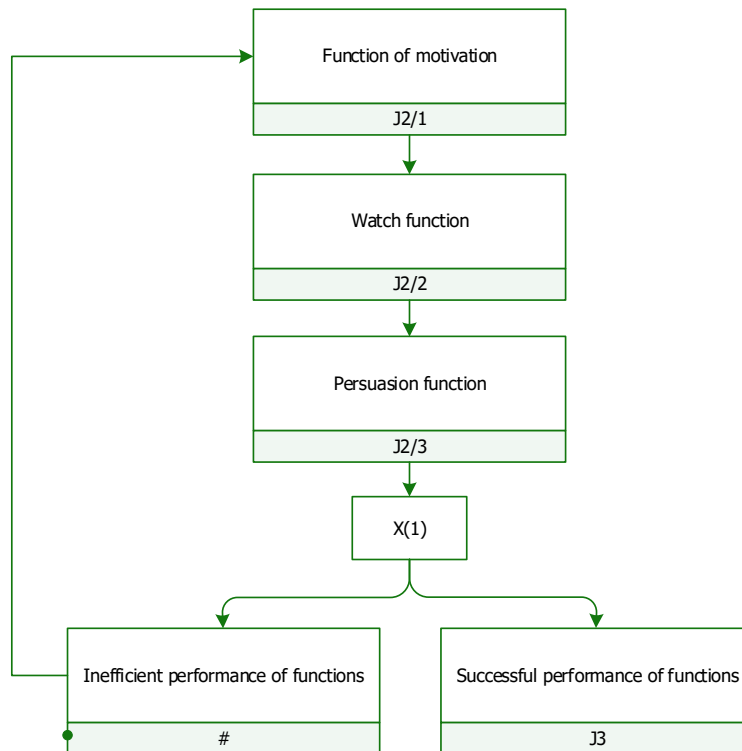 Function of motivation
J2/1
Watch function
J2/2
Persuasion function
J2/3
X(1)
Inefficient performance of functions
#
Successful performance of functions
J3